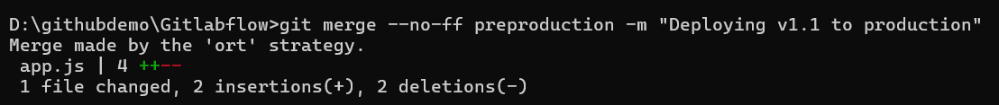 D:\githubdemo\Gitlabflow>git merge --no-ff preproduction -m "Deploying v1.1 to production"
Merge made by the 'ort' strategy.
 app.js | 4 ++--
 1 file changed, 2 insertions(+), 2 deletions(-)